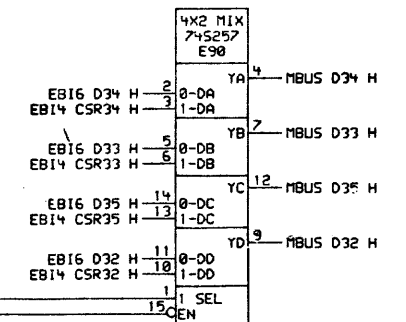 4X2 MIX
74S257
E90
YA 4 MBUS D34 H
EBI6 D34 H 2 0-DA
EBI4 CSR34 H 3 1-DA
YB 7 MBUS D33 H
EBI6 D33 H 5 0-DB
EBI4 CSR33 H 6 1-DB
YC 12 MBUS D35 H
EBI6 D35 H 14 0-DC
EBI4 CSR35 H 13 1-DC
YD 9 MBUS D32 H
EBI6 D32 H 11 0-DD
EBI4 CSR32 H 10 1-DD
1 1 SEL
15 EN